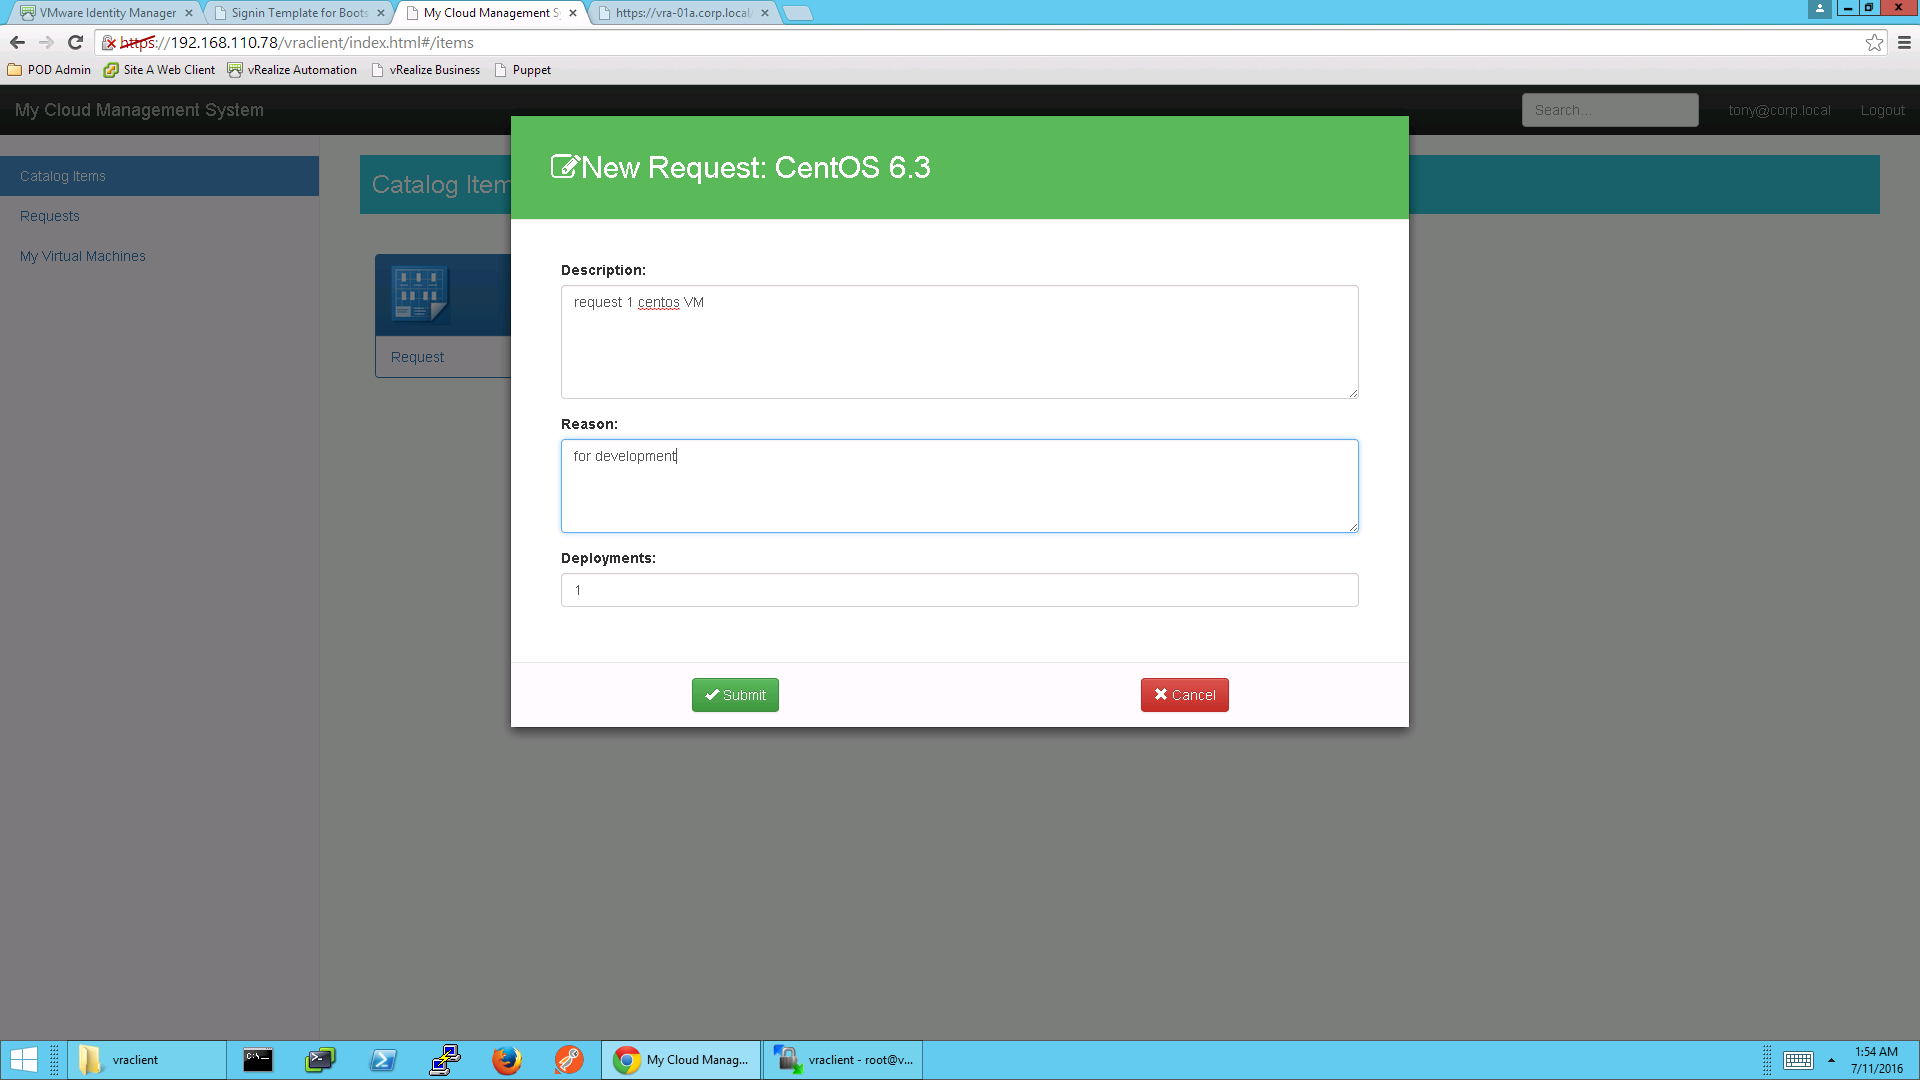 VMware Identity Manager
Signin Template for Boots
My Cloud Management S
https://vra-01a.corp.local/
https://192.168.110.78/vraclient/index.html#/items
POD Admin
Site A Web Client
vRealize Automation
vRealize Business
Puppet
My Cloud Management System
Search...
tony@corp.local
Logout
Catalog Items
Requests
My Virtual Machines
Catalog Item
Request
New Request: CentOS 6.3
Description:
request 1 centos VM
Reason:
for development
Deployments:
1
Submit
Cancel
vraclient
C:\_
My Cloud Manag...
vraclient - root@v...
1:54 AM
7/11/2016